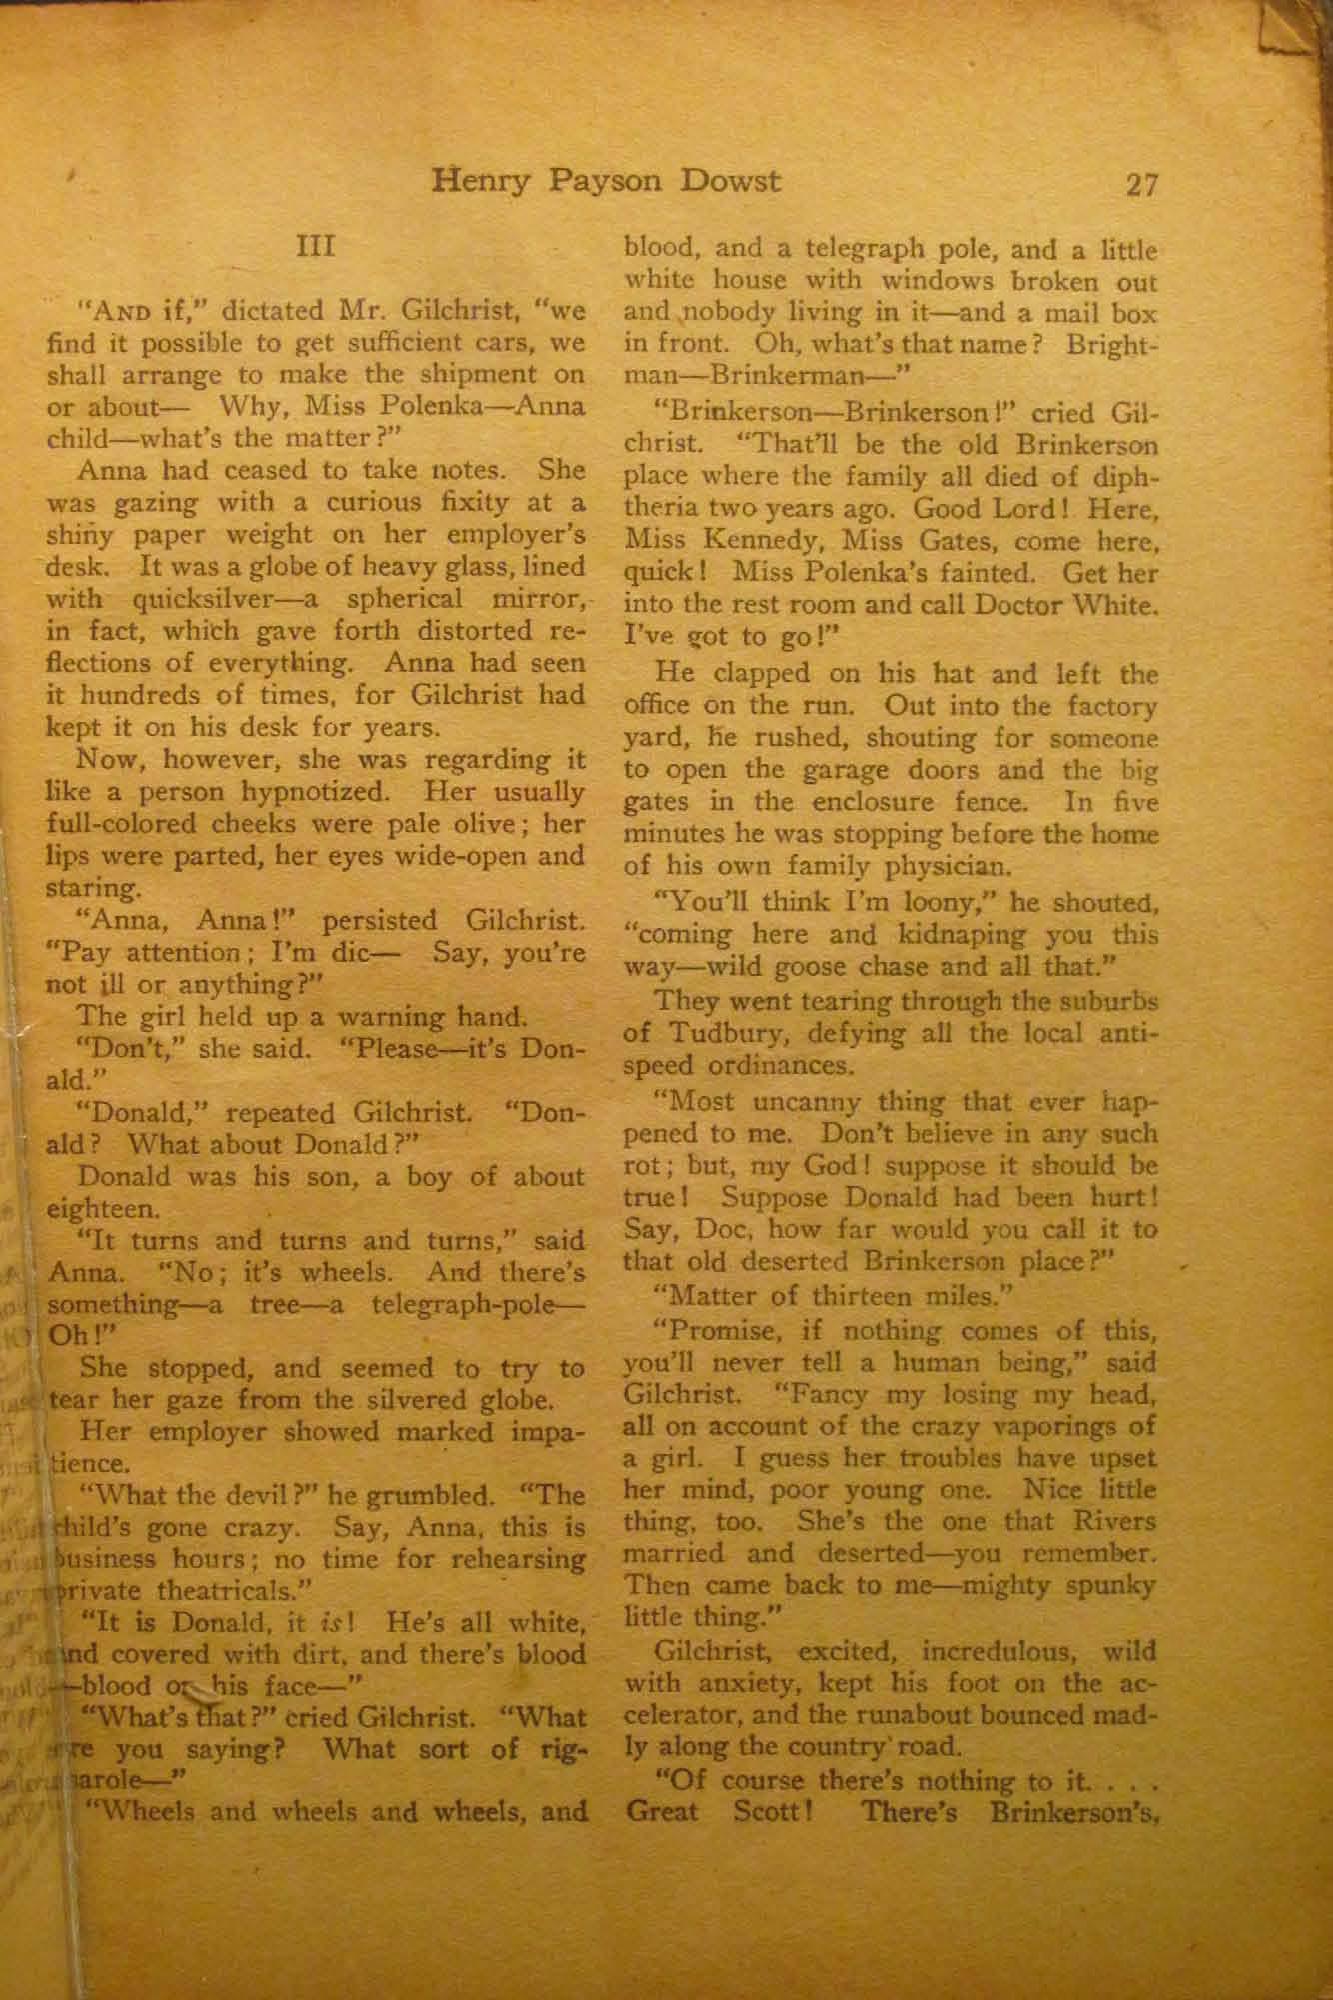 Henry Payson Dowst
27
III
"AND if," dictated Mr. Gilchrist, "we
find it possible to get sufficient cars, we
shall arrange to make the shipment on
or about— Why, Miss Polenka—Anna
child—what's the matter?"
Anna had ceased to take notes. She
was gazing with a curious fixity at a
shiny paper weight on her employer's
desk. It was a globe of heavy glass, lined
with quicksilver—a spherical mirror,
in fact, which gave forth distorted re-
flections of everything. Anna had seen
it hundreds of times, for Gilchrist had
kept it on his desk for years.
Now, however, she was regarding it
like a person hypnotized. Her usually
full-colored cheeks were pale olive; her
lips were parted, her eyes wide-open and
staring.
"Anna, Anna!" persisted Gilchrist.
"Pay attention; I'm dic— Say, you're
not ill or anything?"
The girl held up a warning hand.
"Don't," she said. "Please—it's Don-
ald."
"Donald," repeated Gilchrist. "Don-
ald? What about Donald?"
Donald was his son, a boy of about
eighteen.
"It turns and turns and turns," said
Anna. "No; it's wheels. And there's
something—a tree—a telegraph-pole—
Oh!"
She stopped, and seemed to try to
tear her gaze from the silvered globe.
Her employer showed marked impa-
tience.
"What the devil?" he grumbled. "The
child's gone crazy. Say, Anna, this is
business hours; no time for rehearsing
private theatricals."
"It is Donald, it is! He's all white,
and covered with dirt, and there's blood
—blood on his face—"
"What's that?" cried Gilchrist. "What
are you saying? What sort of rig-
marole—"
"Wheels and wheels and wheels, and
blood, and a telegraph pole, and a little
white house with windows broken out
and nobody living in it—and a mail box
in front. Oh, what's that name? Bright-
man—Brinkerman—"
"Brinkerson—Brinkerson!" cried Gil-
christ. "That'll be the old Brinkerson
place where the family all died of diph-
theria two years ago. Good Lord! Here,
Miss Kennedy, Miss Gates, come here,
quick! Miss Polenka's fainted. Get her
into the rest room and call Doctor White.
I've got to go!"
He clapped on his hat and left the
office on the run. Out into the factory
yard, he rushed, shouting for someone
to open the garage doors and the big
gates in the enclosure fence. In five
minutes he was stopping before the home
of his own family physician.
"You'll think I'm loony," he shouted,
"coming here and kidnaping you this
way—wild goose chase and all that."
They went tearing through the suburbs
of Tudbury, defying all the local anti-
speed ordinances.
"Most uncanny thing that ever hap-
pened to me. Don't believe in any such
rot; but, my God! suppose it should be
true! Suppose Donald had been hurt!
Say, Doc, how far would you call it to
that old deserted Brinkerson place?"
"Matter of thirteen miles."
"Promise, if nothing comes of this,
you'll never tell a human being," said
Gilchrist. "Fancy my losing my head,
all on account of the crazy vaporings of
a girl. I guess her troubles have upset
her mind, poor young one. Nice little
thing, too. She's the one that Rivers
married and deserted—you remember.
Then came back to me—mighty spunky
little thing."
Gilchrist, excited, incredulous, wild
with anxiety, kept his foot on the ac-
celerator, and the runabout bounced mad-
ly along the country road.
"Of course there's nothing to it. . . .
Great Scott! There's Brinkerson's,